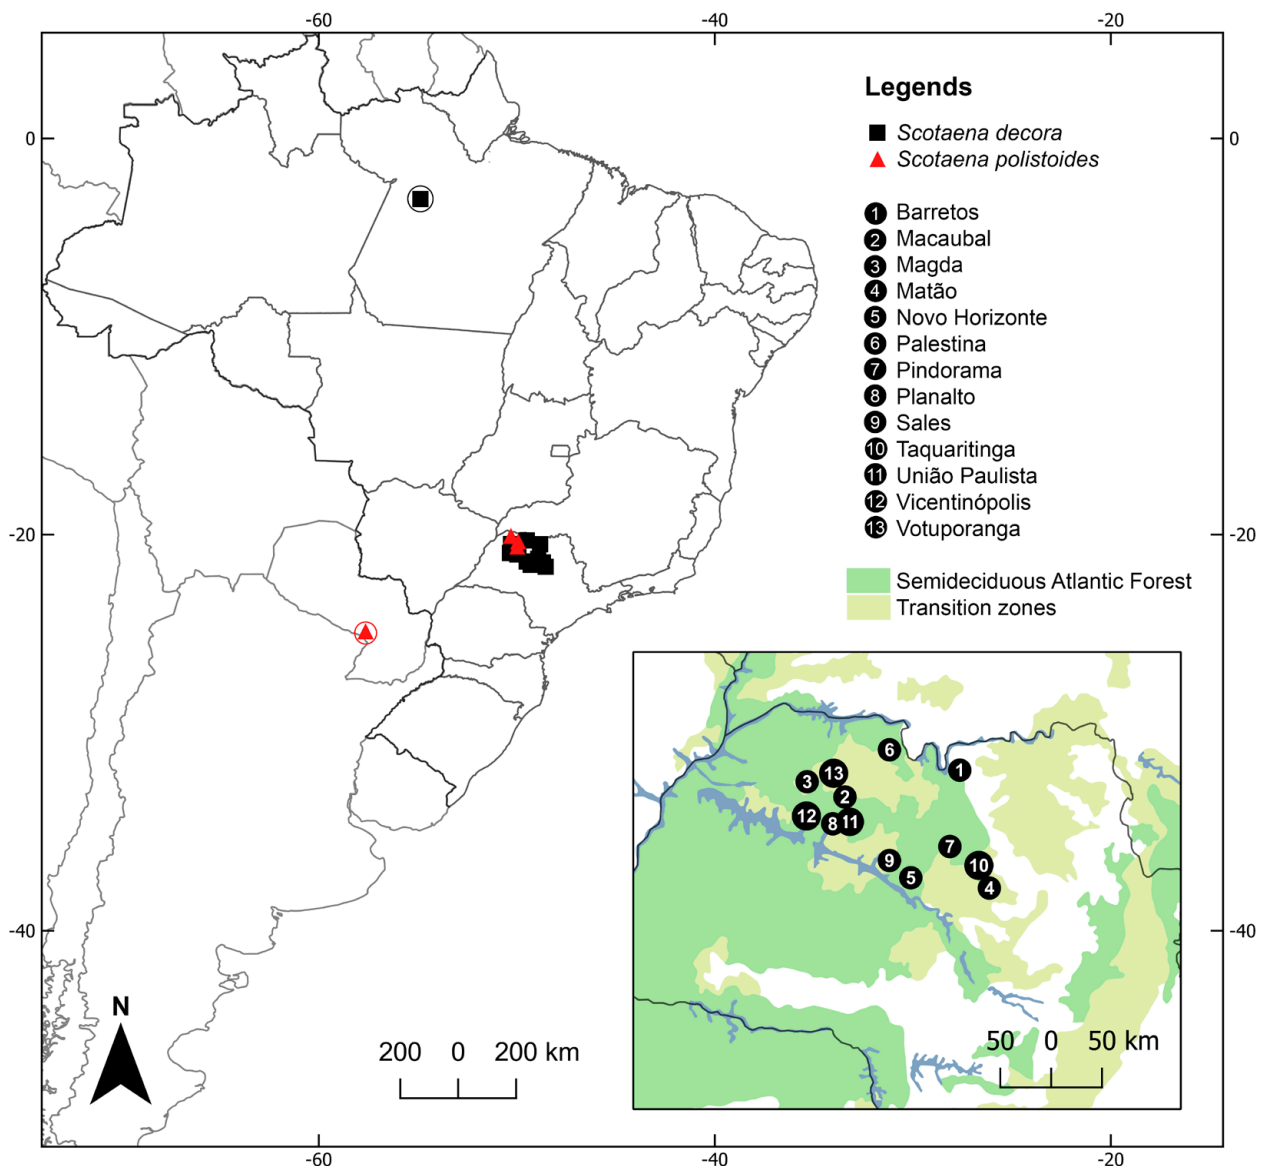 -60 -40 -20
Legends
0 0
Scotaena decora
Scotaena polistoides
1 Barretos
2 Macaubal
3 Magda
4 Matão
5 Novo Horizonte
6 Palestina
7 Pindorama
8 Planalto
9 Sales
10 Taquaritinga
11 União Paulista
12 Vicentinópolis
13 Votuporanga
-20 -20
Semideciduous Atlantic Forest
Transition zones
6
1
3 13
2
12 8 11
7
9 10
5 4
-40 -40
N
200 0 200 km
50 0 50 km
-60 -40 -20